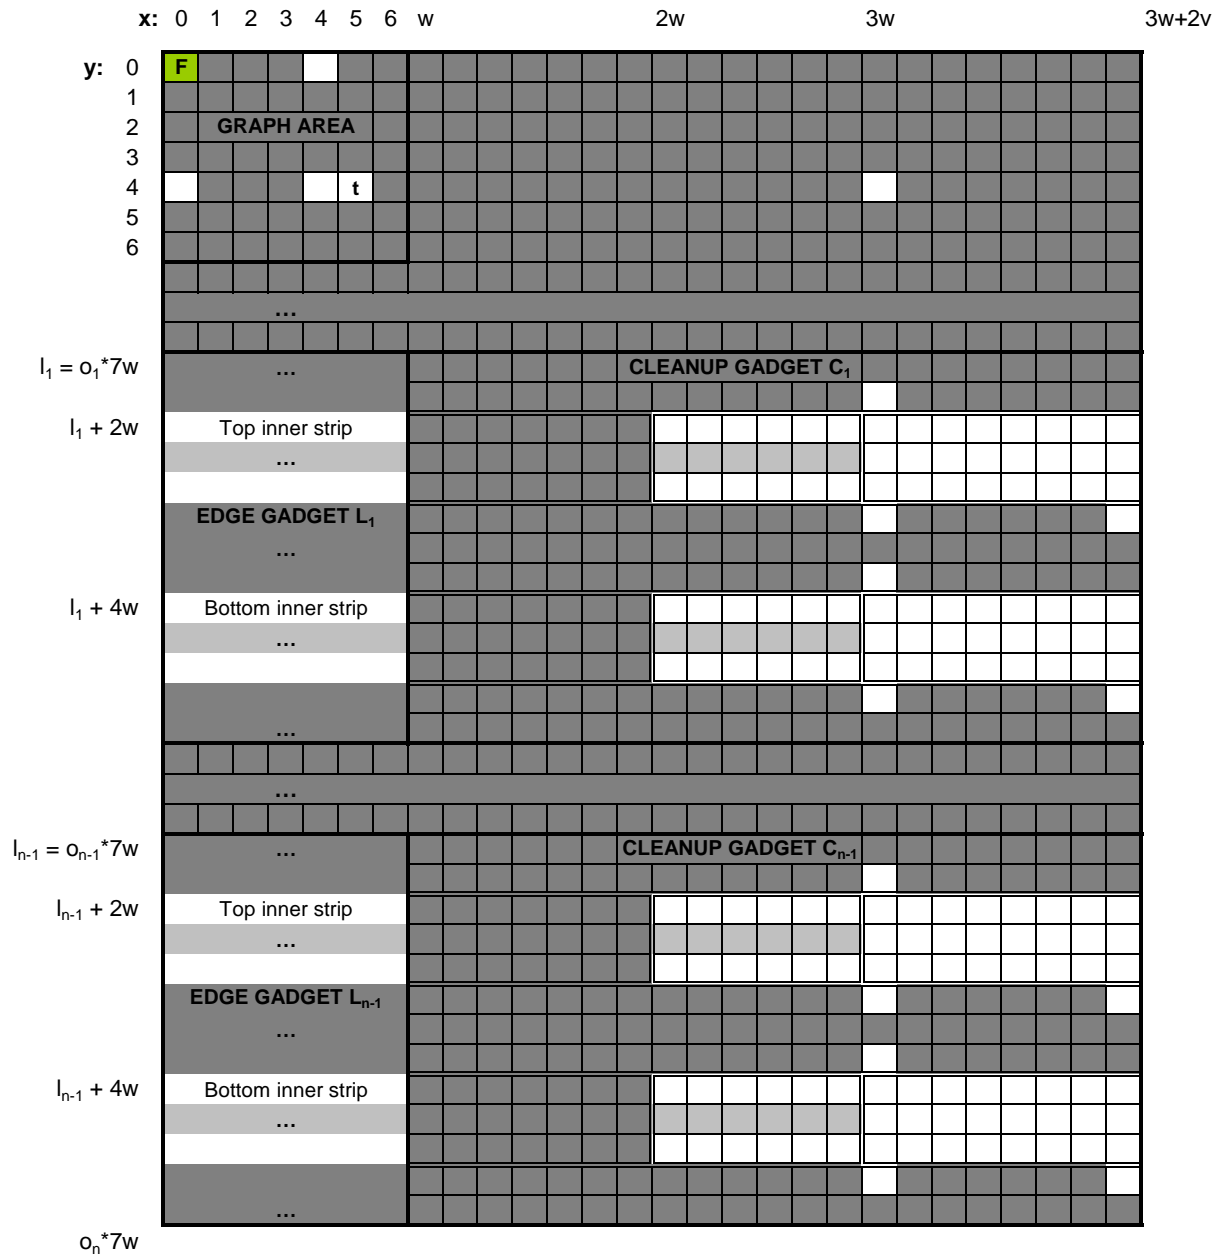 x: 0 1 2 3 4 5 6 w 2w 3w 3w+2v
y: 0 F
1
2 GRAPH AREA
3
4 t
5
6
...
l1 = o1*7w ... CLEANUP GADGET C1
l1 + 2w Top inner strip
...
EDGE GADGET L1
...
l1 + 4w Bottom inner strip
...
...
...
ln-1 = on-1*7w ... CLEANUP GADGET Cn-1
ln-1 + 2w Top inner strip
...
EDGE GADGET Ln-1
...
ln-1 + 4w Bottom inner strip
...
...
on*7w